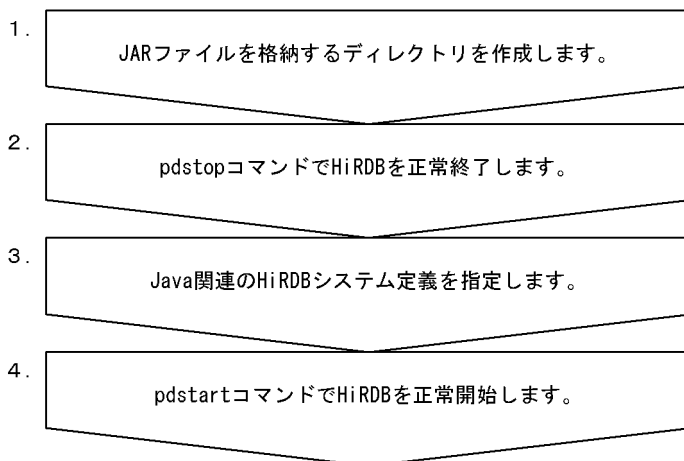 1. JARファイルを格納するディレクトリを作成します。
2. pdstopコマンドでHiRDBを正常終了します。
3. Java関連のHiRDBシステム定義を指定します。
4. pdstartコマンドでHiRDBを正常開始します。